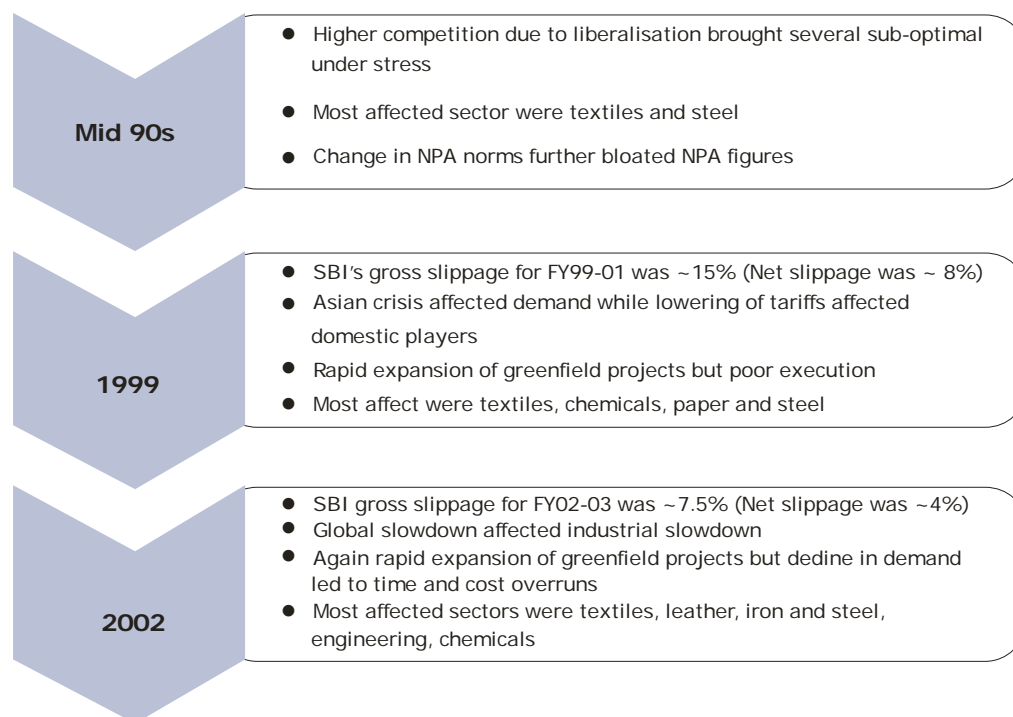 Mid 90s
● Higher competition due to liberalisation brought several sub-optimal
under stress
● Most affected sector were textiles and steel
● Change in NPA norms further bloated NPA figures
1999
● SBI's gross slippage for FY99-01 was ~15% (Net slippage was ~ 8%)
● Asian crisis affected demand while lowering of tariffs affected
domestic players
● Rapid expansion of greenfield projects but poor execution
● Most affect were textiles, chemicals, paper and steel
2002
● SBI gross slippage for FY02-03 was ~7.5% (Net slippage was ~4%)
● Global slowdown affected industrial slowdown
● Again rapid expansion of greenfield projects but dedine in demand
led to time and cost overruns
● Most affected sectors were textiles, leather, iron and steel,
engineering, chemicals